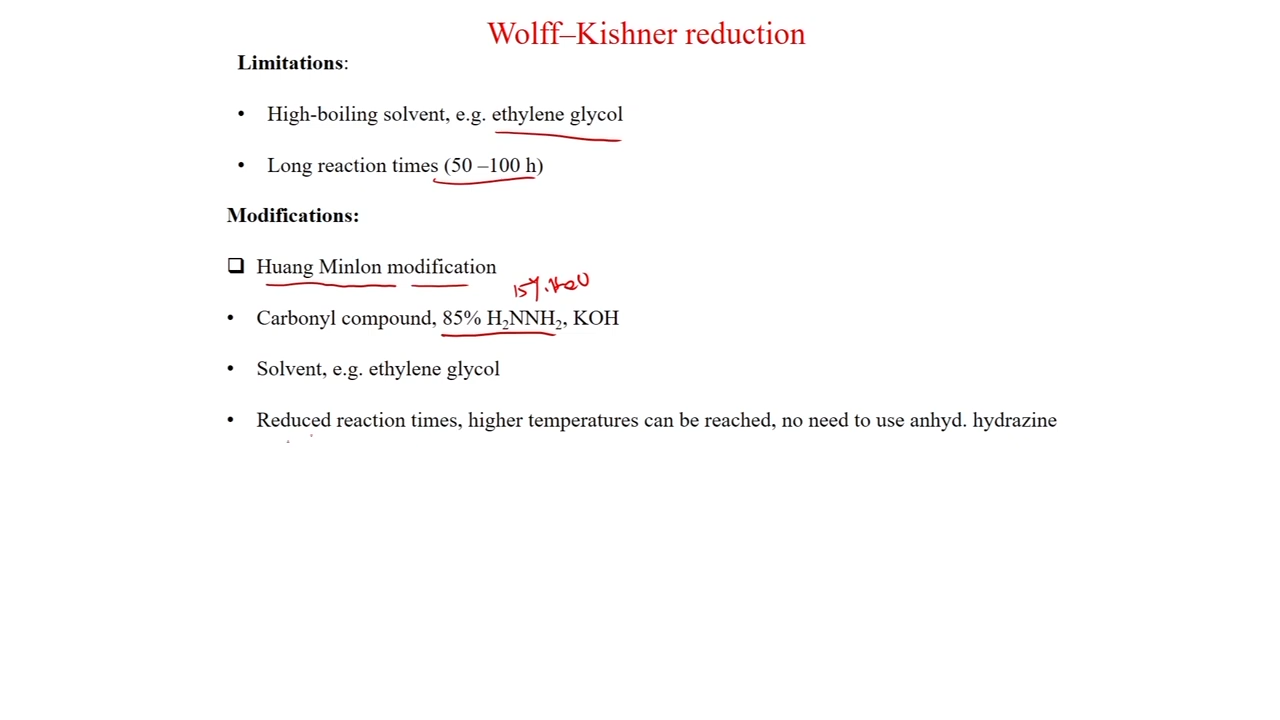 Wolff–Kishner reduction
Limitations:
• High-boiling solvent, e.g. ethylene glycol
• Long reaction times (50 –100 h)
Modifications:
❑ Huang Minlon modification
15% H2O
• Carbonyl compound, 85% H₂NNH₂, KOH
• Solvent, e.g. ethylene glycol
• Reduced reaction times, higher temperatures can be reached, no need to use anhyd. hydrazine